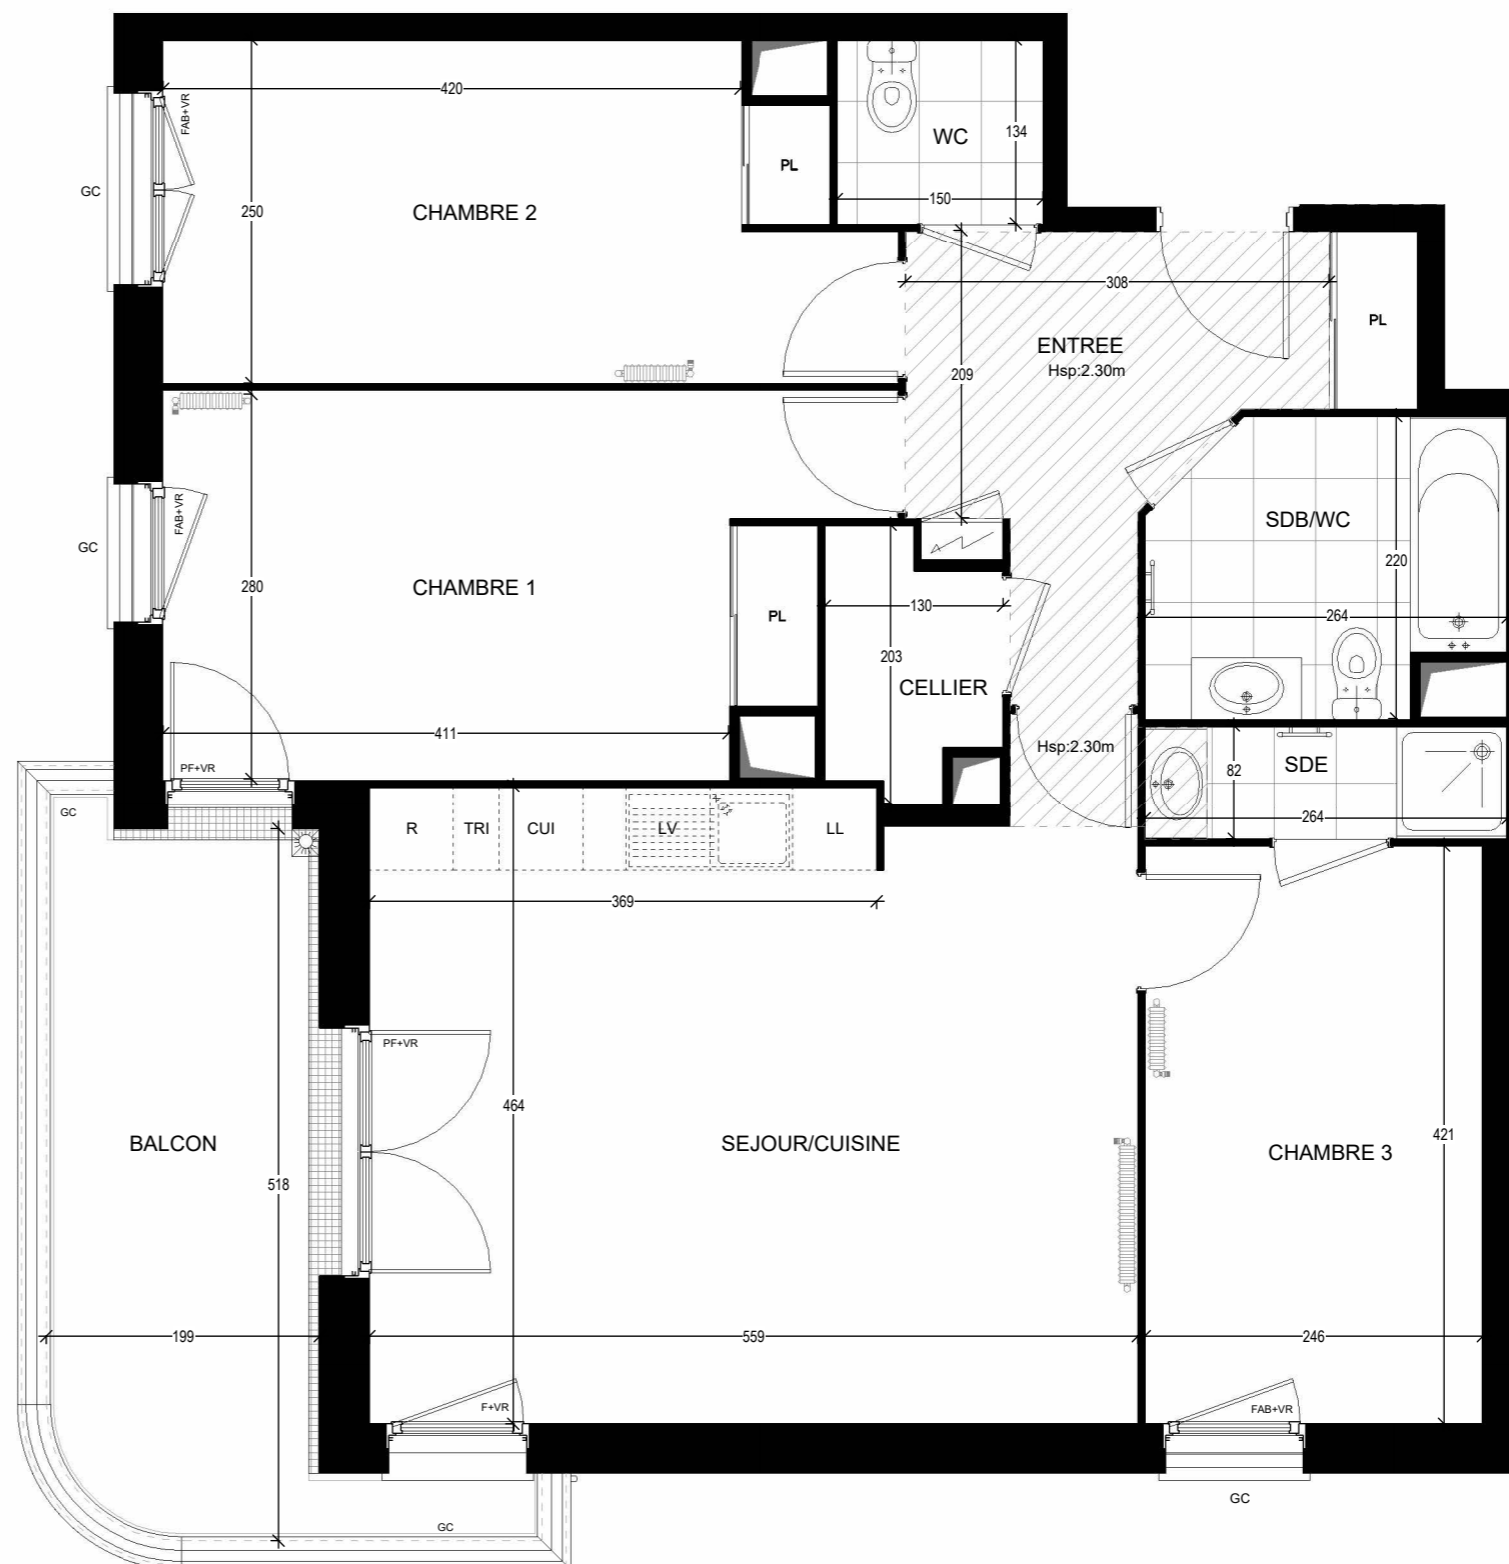 420
FAB+VR
GC
250
CHAMBRE 2
PL
WC
134
150
308
PL
ENTREE
Hsp:2.30m
209
FAB+VR
GC
280
CHAMBRE 1
PL
411
PF+VR
130
203
CELLIER
SDB/WC
220
264
Hsp:2.30m
82
SDE
264
GC
R
TRI
CUI
LV
LL
369
PF+VR
464
BALCON
518
SEJOUR/CUISINE
CHAMBRE 3
421
199
559
246
F+VR
FAB+VR
GC
GC